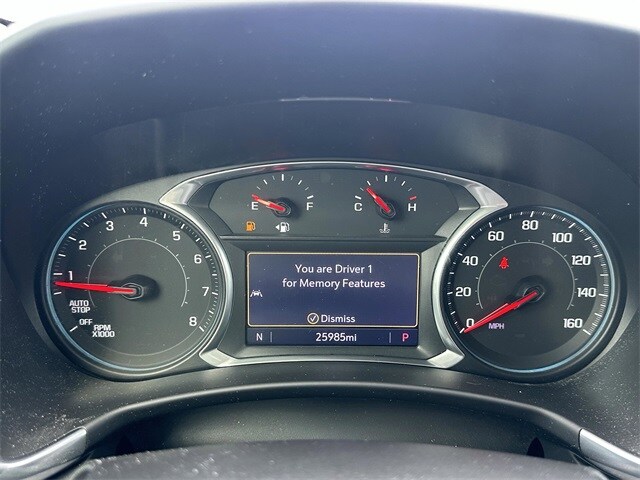 E F
C H
1 2 3 4 5 6 7 8
AUTO
STOP
OFF
RPM
X1000
You are Driver 1
for Memory Features
Dismiss
N 25985mi P
0 20 40 60 80 100 120 140 160
MPH